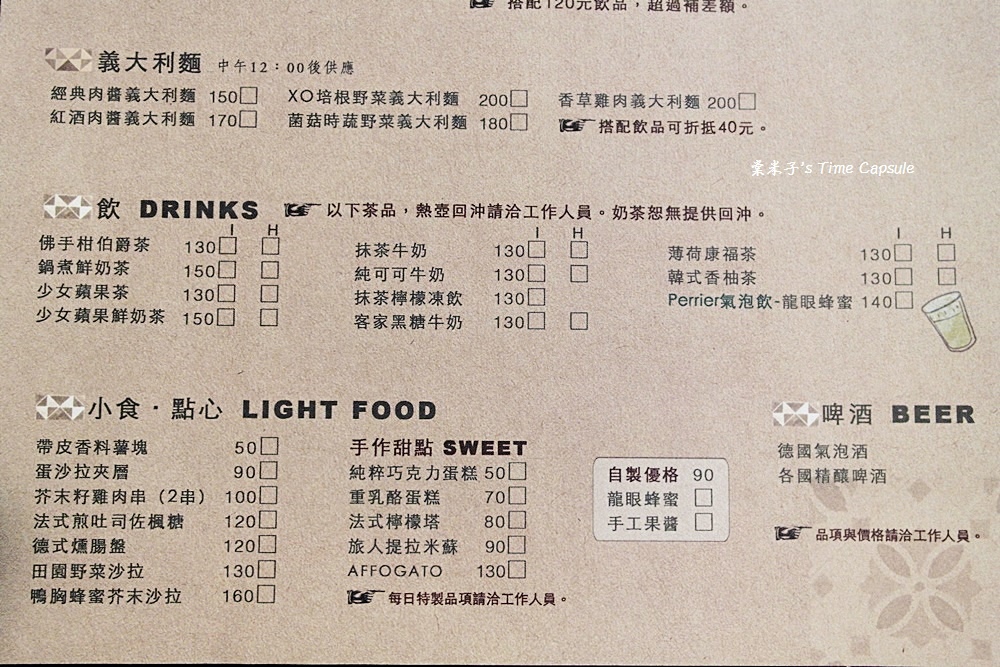 搭配120元飲品，超過補差額。
義大利麵 中午12：00後供應
經典肉醬義大利麵 150 XO培根野菜義大利麵 200 香草雞肉義大利麵 200
紅酒肉醬義大利麵 170 菌菇時蔬野菜義大利麵 180 搭配飲品可折抵40元。
棠米子's Time Capsule
飲 DRINKS 以下茶品，熱壺回沖請洽工作人員。奶茶恕無提供回沖。
I H I H I H
佛手柑伯爵茶 130 抹茶牛奶 130 薄荷康福茶 130
鍋煮鮮奶茶 150 純可可牛奶 130 韓式香柚茶 130
少女蘋果茶 130 抹茶檸檬凍飲 130 Perrier氣泡飲-龍眼蜂蜜 140
少女蘋果鮮奶茶 150 客家黑糖牛奶 130
小食·點心 LIGHT FOOD
帶皮香料薯塊 50
蛋沙拉夾層 90
芥末籽雞肉串（2串） 100
法式煎吐司佐楓糖 120
德式燻腸盤 120
田園野菜沙拉 130
鴨胸蜂蜜芥末沙拉 160
手作甜點 SWEET
純粹巧克力蛋糕 50
重乳酪蛋糕 70
法式檸檬塔 80
旅人提拉米蘇 90
AFFOGATO 130
每日特製品項請洽工作人員。
自製優格 90
龍眼蜂蜜
手工果醬
啤酒 BEER
德國氣泡酒
各國精釀啤酒
品項與價格請洽工作人員。